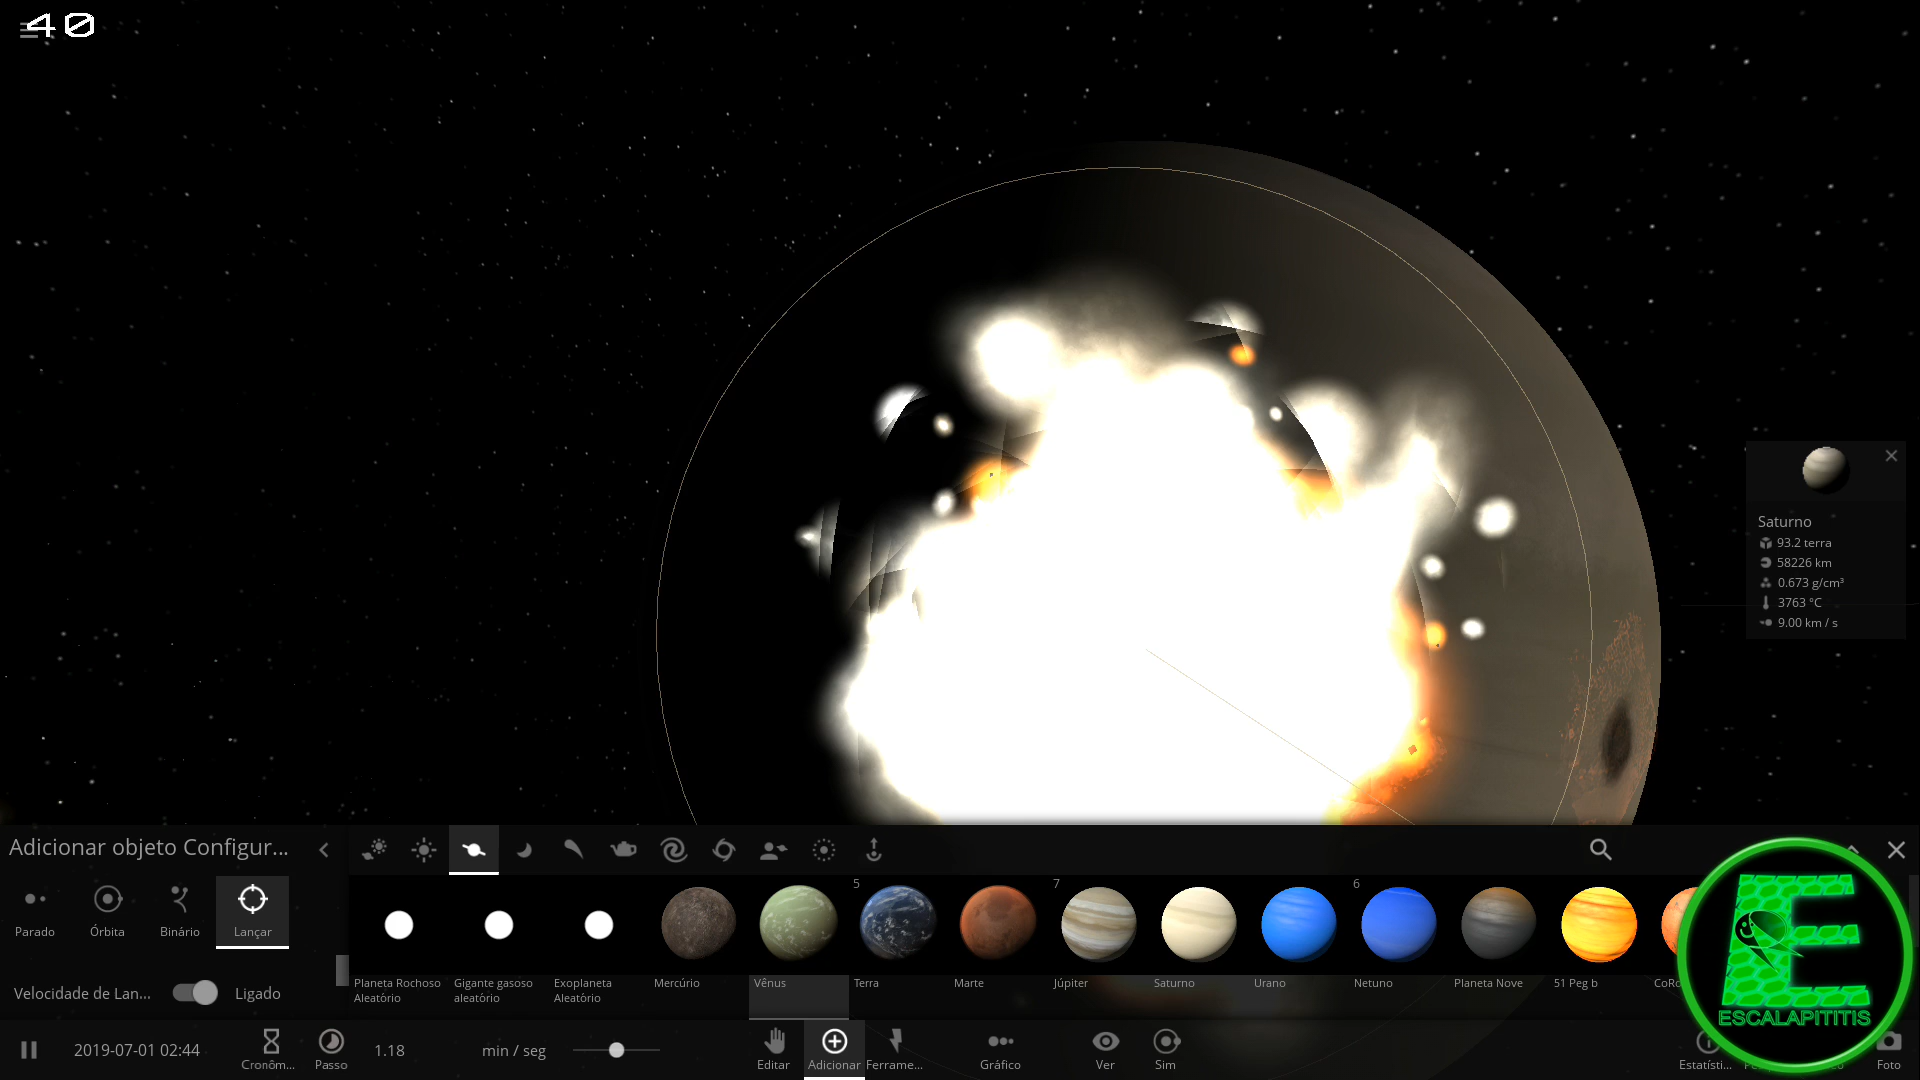 40
Saturno
93.2 terra
58226 km
0.673 g/cm³
3763 °C
9.00 km / s
Adicionar objeto Configur...
Parado
Órbita
Binário
Lançar
Velocidade de Lan...
Ligado
5
7
6
Planeta Rochoso Aleatório
Gigante gasoso aleatório
Exoplaneta Aleatório
Mercúrio
Vênus
Terra
Marte
Júpiter
Saturno
Urano
Netuno
Planeta Nove
51 Peg b
ESCALAPITITIS
2019-07-01 02:44
Cronôm...
Passo
1.18
min / seg
Editar
Adicionar
Ferrame...
Gráfico
Ver
Sim
Estatísti...
Foto